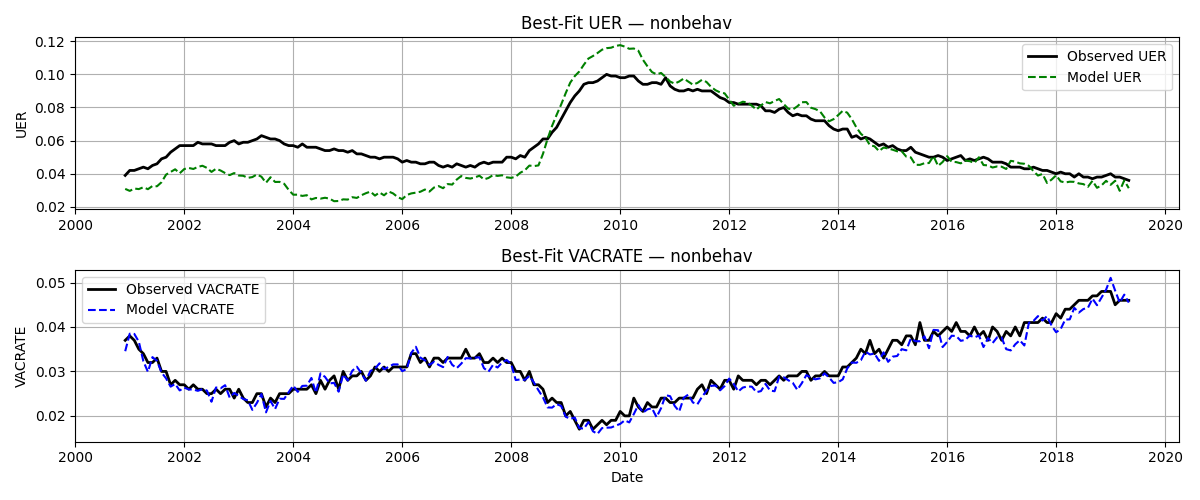 Best-Fit UER — nonbehav
0.12
0.10
0.08
0.06
0.04
0.02
UER
Observed UER
Model UER
2000 2002 2004 2006 2008 2010 2012 2014 2016 2018 2020
Best-Fit VACRATE — nonbehav
0.05
0.04
0.03
0.02
VACRATE
Observed VACRATE
Model VACRATE
2000 2002 2004 2006 2008 2010 2012 2014 2016 2018 2020
Date